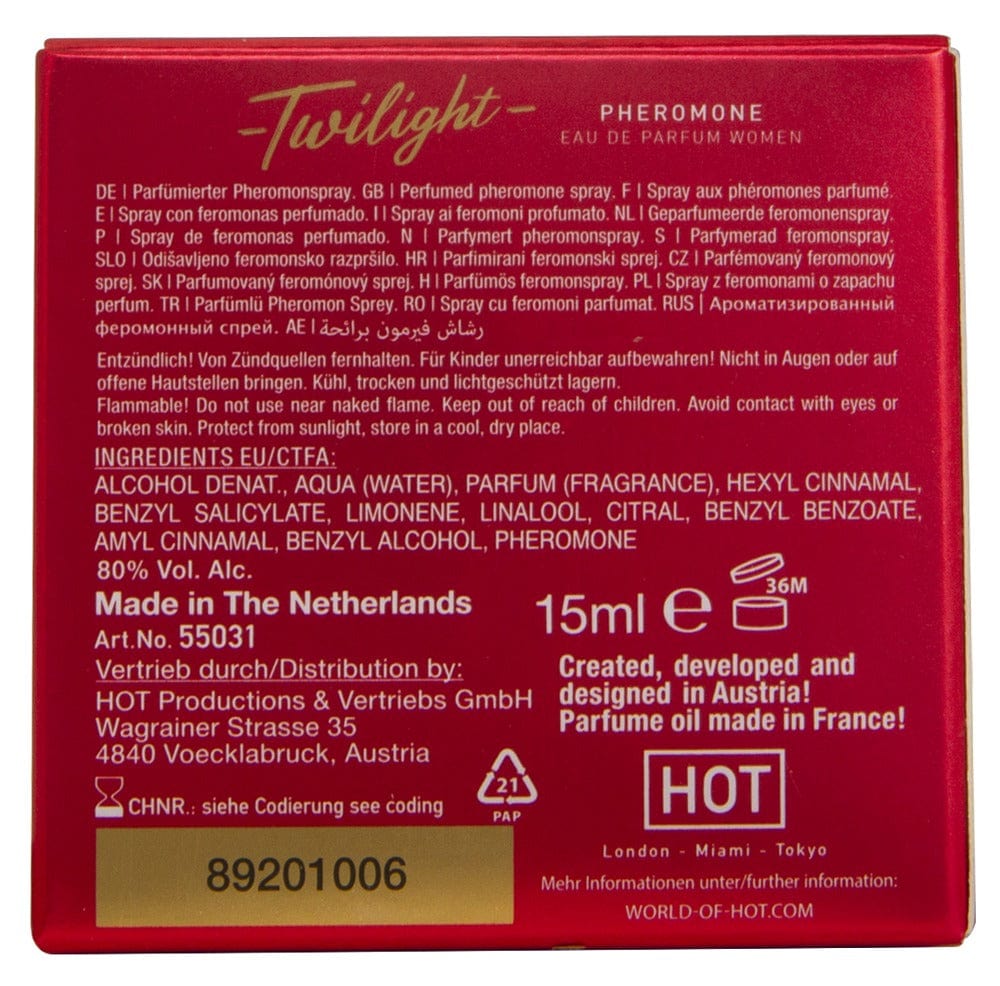 -Twilight-
PHEROMONE
EAU DE PARFUM WOMEN
DE | Parfümierter Pheromonspray. GB | Perfumed pheromone spray. F | Spray aux phéromones parfumé.
E | Spray con feromonas perfumado. I | Spray ai feromoni profumato. NL | Geparfumeerde feromonenspray.
P | Spray de feromonas perfumado. N | Parfymert pheromonspray. S | Parfymerad feromonspray.
SLO | Odišavljeno feromonsko razpršilo. HR | Parfimirani feromonski sprej. CZ | Parfémovaný feromonový
sprej. SK | Parfumovaný feromónový sprej. H | Parfümös feromonspray. PL | Spray z feromonami o zapachu
perfum. TR | Parfümlü Pheromon Sprey. RO | Spray cu feromoni parfumat. RUS | Ароматизированный
феромонный спрей. AE | رشاش فيرمون برائحة
Entzündlich! Von Zündquellen fernhalten. Für Kinder unerreichbar aufbewahren! Nicht in Augen oder auf
offene Hautstellen bringen. Kühl, trocken und lichtgeschützt lagern.
Flammable! Do not use near naked flame. Keep out of reach of children. Avoid contact with eyes or
broken skin. Protect from sunlight, store in a cool, dry place.
INGREDIENTS EU/CTFA:
ALCOHOL DENAT., AQUA (WATER), PARFUM (FRAGRANCE), HEXYL CINNAMAL,
BENZYL SALICYLATE, LIMONENE, LINALOOL, CITRAL, BENZYL BENZOATE,
AMYL CINNAMAL, BENZYL ALCOHOL, PHEROMONE
80% Vol. Alc.
Made in The Netherlands
Art.No. 55031
Vertrieb durch/Distribution by:
HOT Productions & Vertriebs GmbH
Wagrainer Strasse 35
4840 Voecklabruck, Austria
CHNR.: siehe Codierung see coding
89201006
15ml e
36M
Created, developed and
designed in Austria!
Parfume oil made in France!
21
PAP
HOT
London - Miami - Tokyo
Mehr Informationen unter/further information:
WORLD-OF-HOT.COM